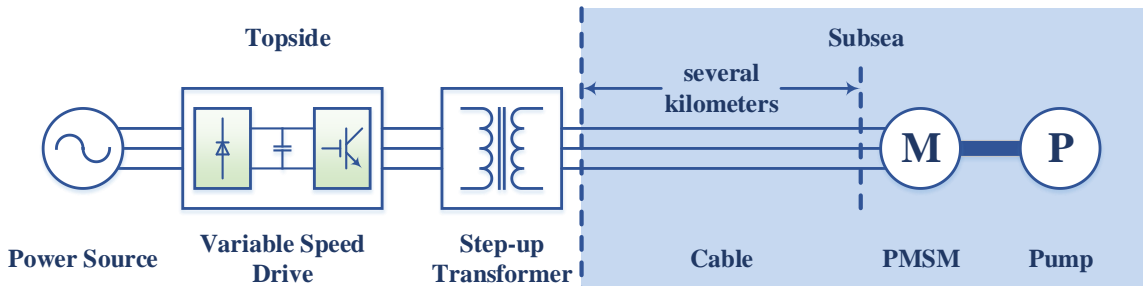 Topside
Subsea
several
kilometers
M
P
Power Source
Variable Speed
Drive
Step-up
Transformer
Cable
PMSM
Pump